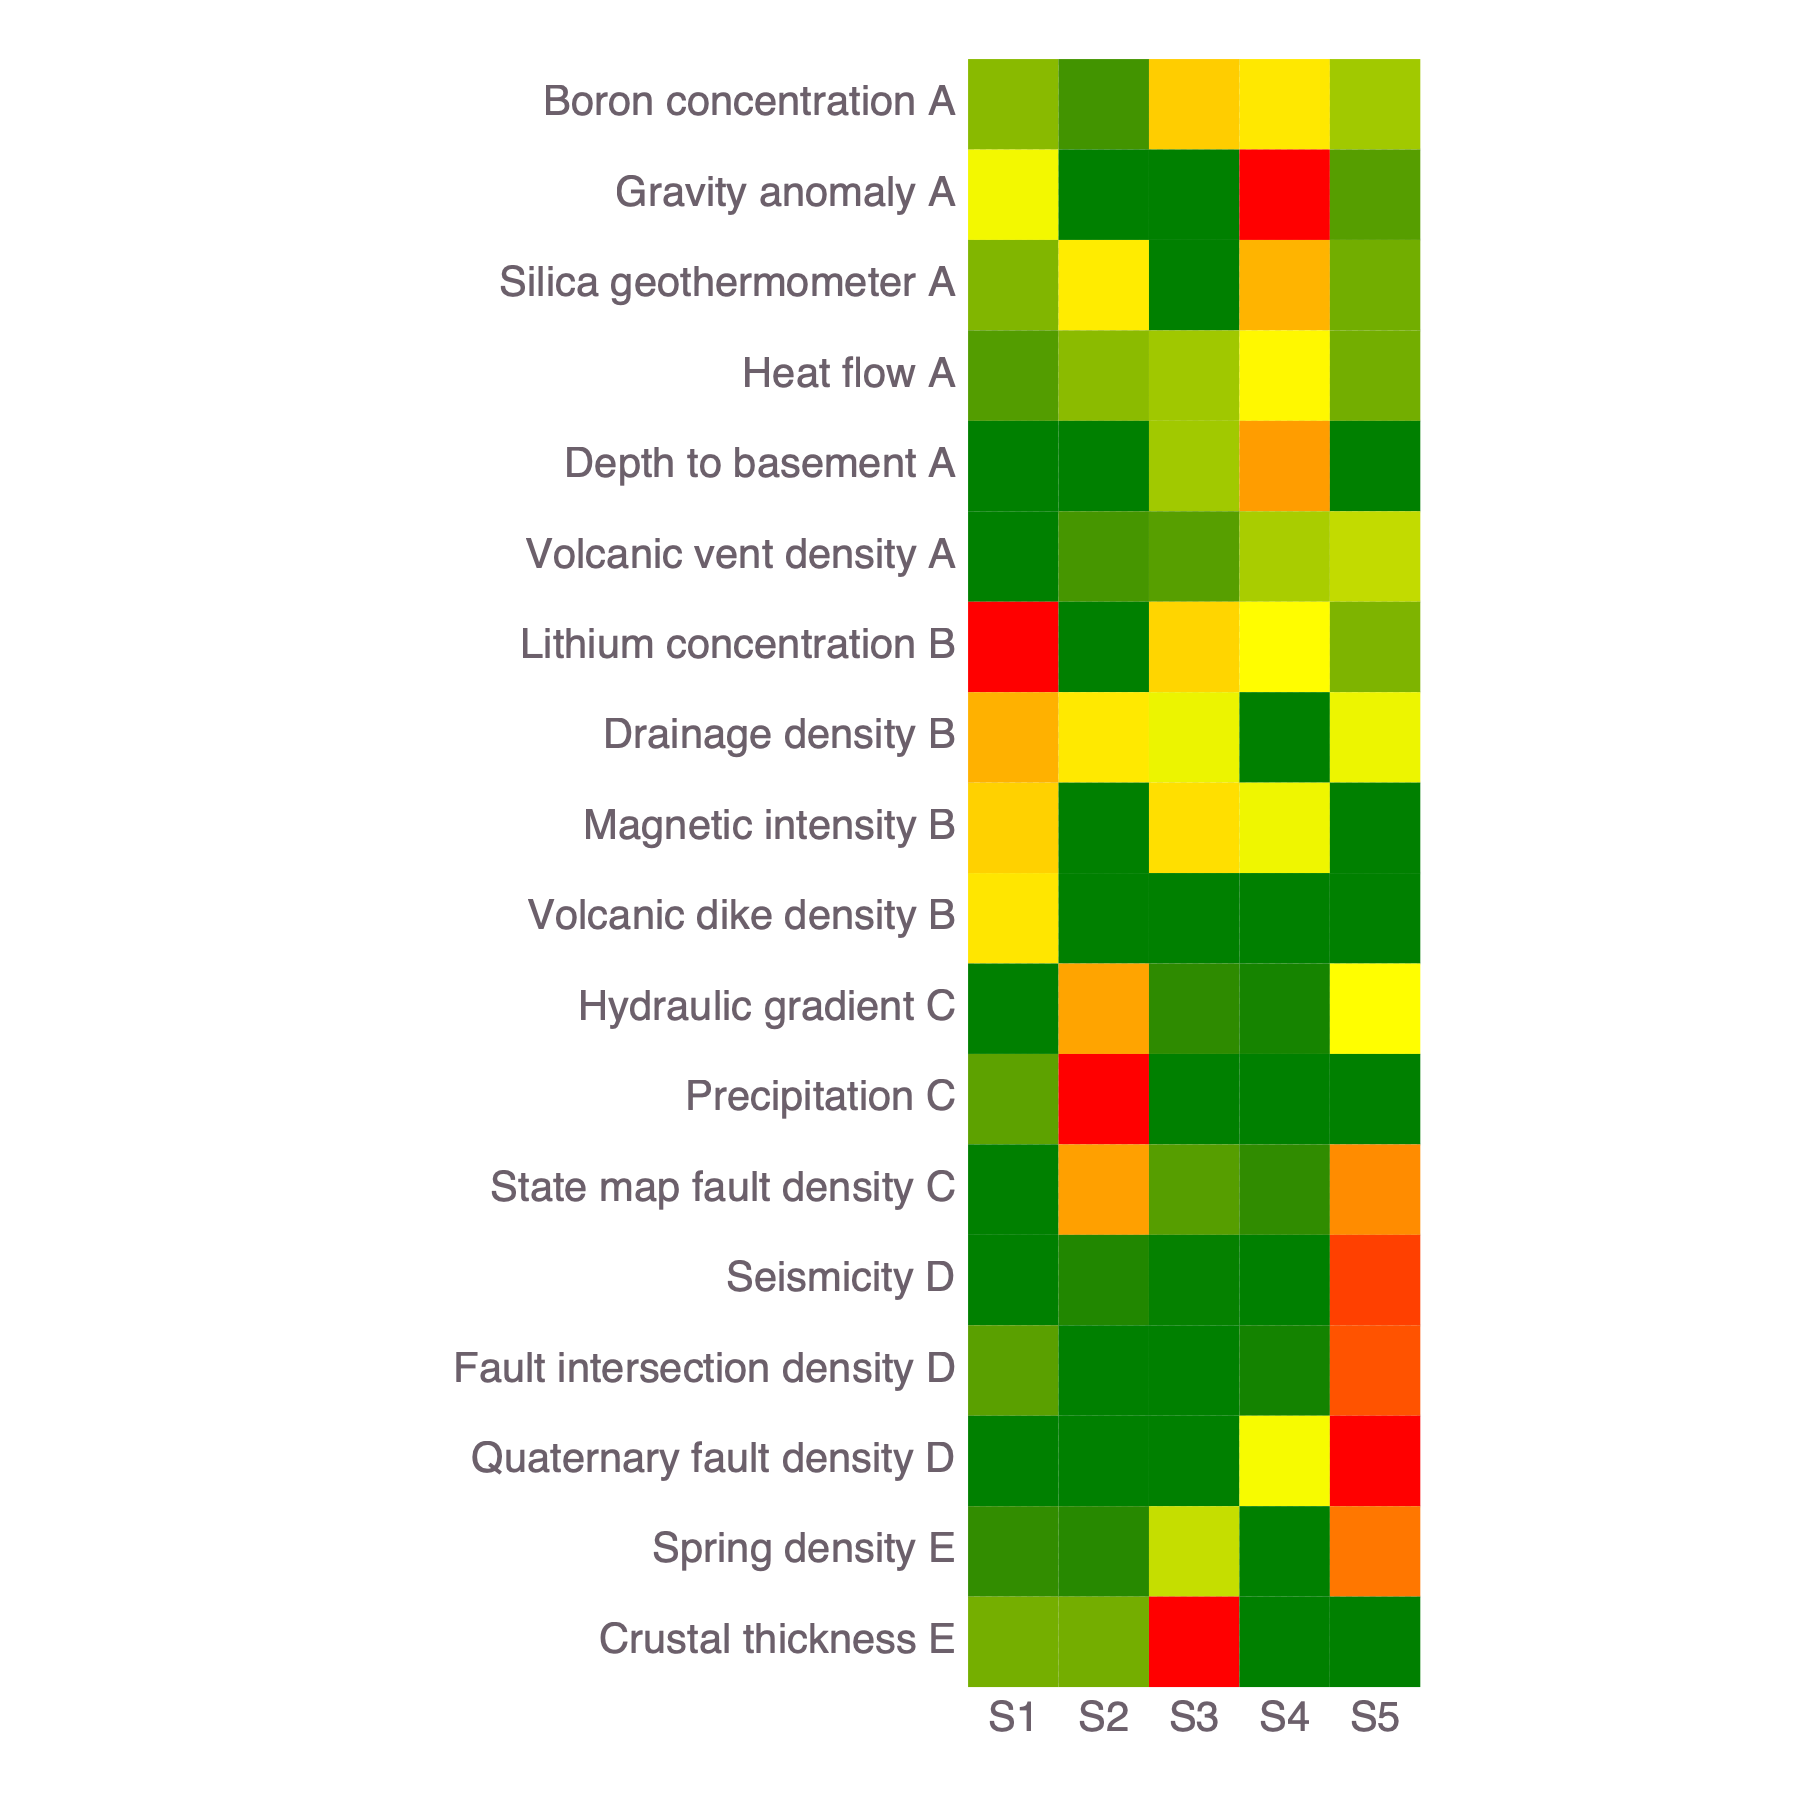 Boron concentration A
Gravity anomaly A
Silica geothermometer A
Heat flow A
Depth to basement A
Volcanic vent density A
Lithium concentration B
Drainage density B
Magnetic intensity B
Volcanic dike density B
Hydraulic gradient C
Precipitation C
State map fault density C
Seismicity D
Fault intersection density D
Quaternary fault density D
Spring density E
Crustal thickness E
S1 S2 S3 S4 S5